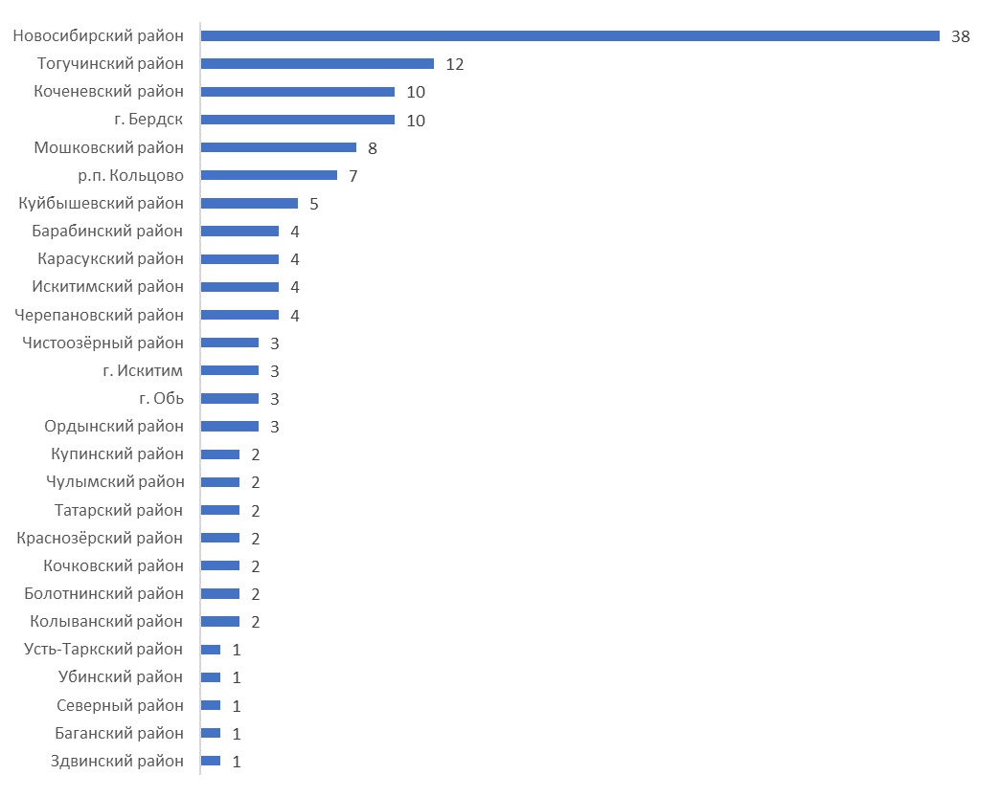 Новосибирский район 38
Тогучинский район 12
Коченевский район 10
г. Бердск 10
Мошковский район 8
р.п. Кольцово 7
Куйбышевский район 5
Барабинский район 4
Карасукский район 4
Искитимский район 4
Черепановский район 4
Чистоозёрный район 3
г. Искитим 3
г. Обь 3
Ордынский район 3
Купинский район 2
Чулымский район 2
Татарский район 2
Краснозёрский район 2
Кочковский район 2
Болотнинский район 2
Колыванский район 2
Усть-Таркский район 1
Убинский район 1
Северный район 1
Баганский район 1
Здвинский район 1